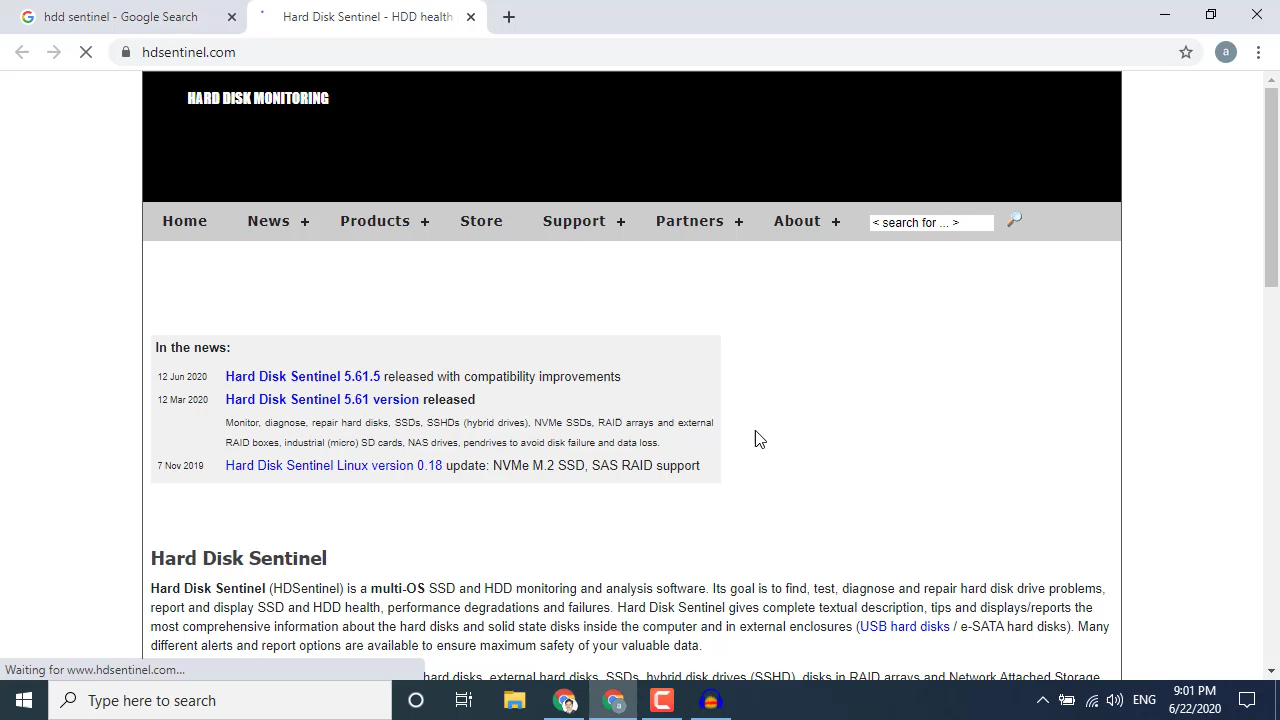 hdd sentinel - Google Search
Hard Disk Sentinel - HDD health
hdsentinel.com
a
HARD DISK MONITORING
Home News + Products + Store Support + Partners + About + < search for ... >
In the news:
12 Jun 2020 Hard Disk Sentinel 5.61.5 released with compatibility improvements
12 Mar 2020 Hard Disk Sentinel 5.61 version released
Monitor, diagnose, repair hard disks, SSDs, SSHDs (hybrid drives), NVMe SSDs, RAID arrays and external
RAID boxes, industrial (micro) SD cards, NAS drives, pendrives to avoid disk failure and data loss.
7 Nov 2019 Hard Disk Sentinel Linux version 0.18 update: NVMe M.2 SSD, SAS RAID support
Hard Disk Sentinel
Hard Disk Sentinel (HDSentinel) is a multi-OS SSD and HDD monitoring and analysis software. Its goal is to find, test, diagnose and repair hard disk drive problems,
report and display SSD and HDD health, performance degradations and failures. Hard Disk Sentinel gives complete textual description, tips and displays/reports the
most comprehensive information about the hard disks and solid state disks inside the computer and in external enclosures (USB hard disks / e-SATA hard disks). Many
different alerts and report options are available to ensure maximum safety of your valuable data.
hard disks, external hard disks, SSDs, hybrid disk drives (SSHD), disks in RAID arrays and Network Attached Storage
Waiting for www.hdsentinel.com...
Type here to search
a
ENG
9:01 PM
6/22/2020